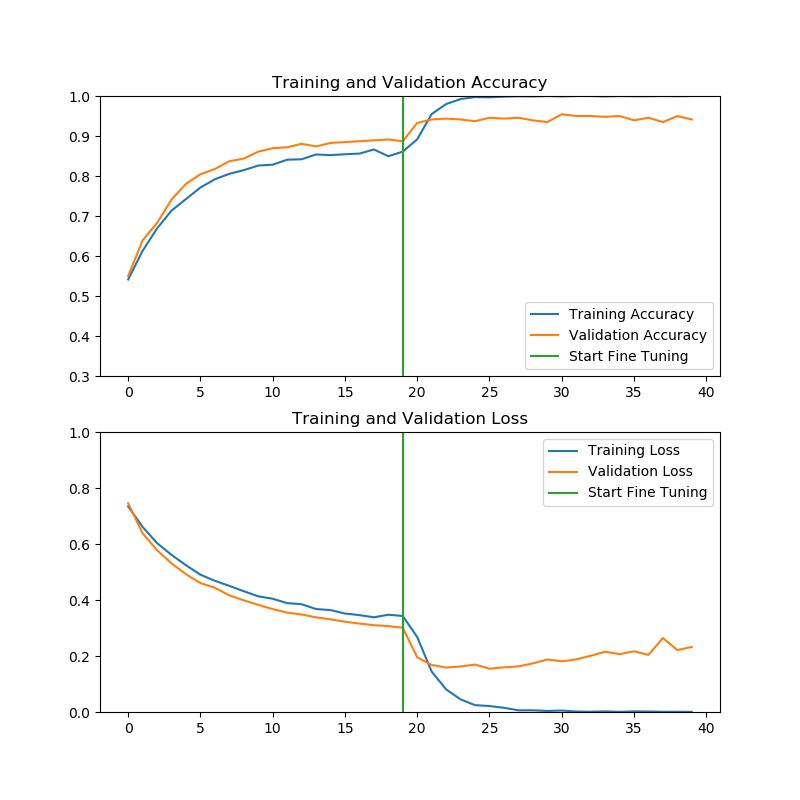 Training and Validation Accuracy
1.0
0.9
0.8
0.7
0.6
0.5
0.4
0.3
Training Accuracy
Validation Accuracy
Start Fine Tuning
0 5 10 15 20 25 30 35 40
Training and Validation Loss
1.0
0.8
0.6
0.4
0.2
0.0
Training Loss
Validation Loss
Start Fine Tuning
0 5 10 15 20 25 30 35 40